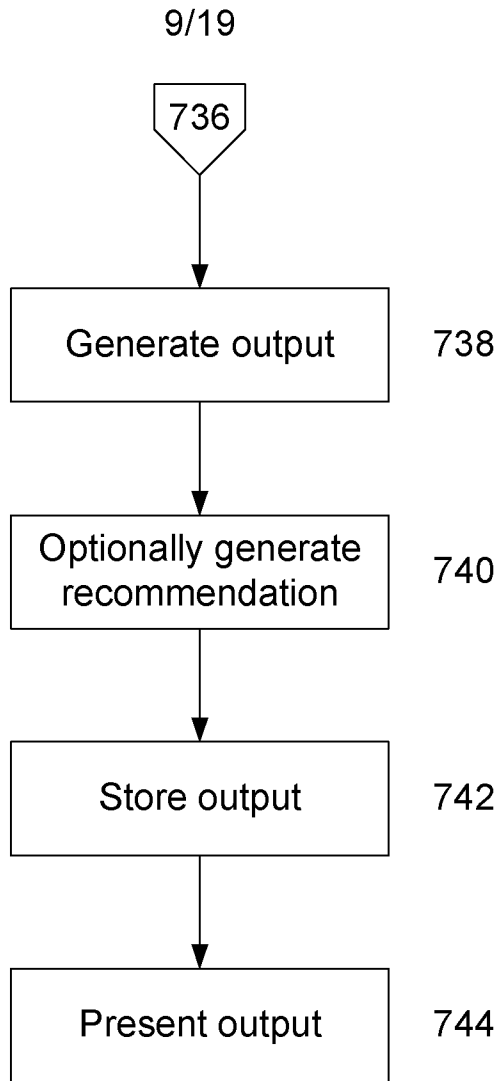 9/19
736
Generate output
738
Optionally generate
recommendation
740
Store output
742
Present output
744